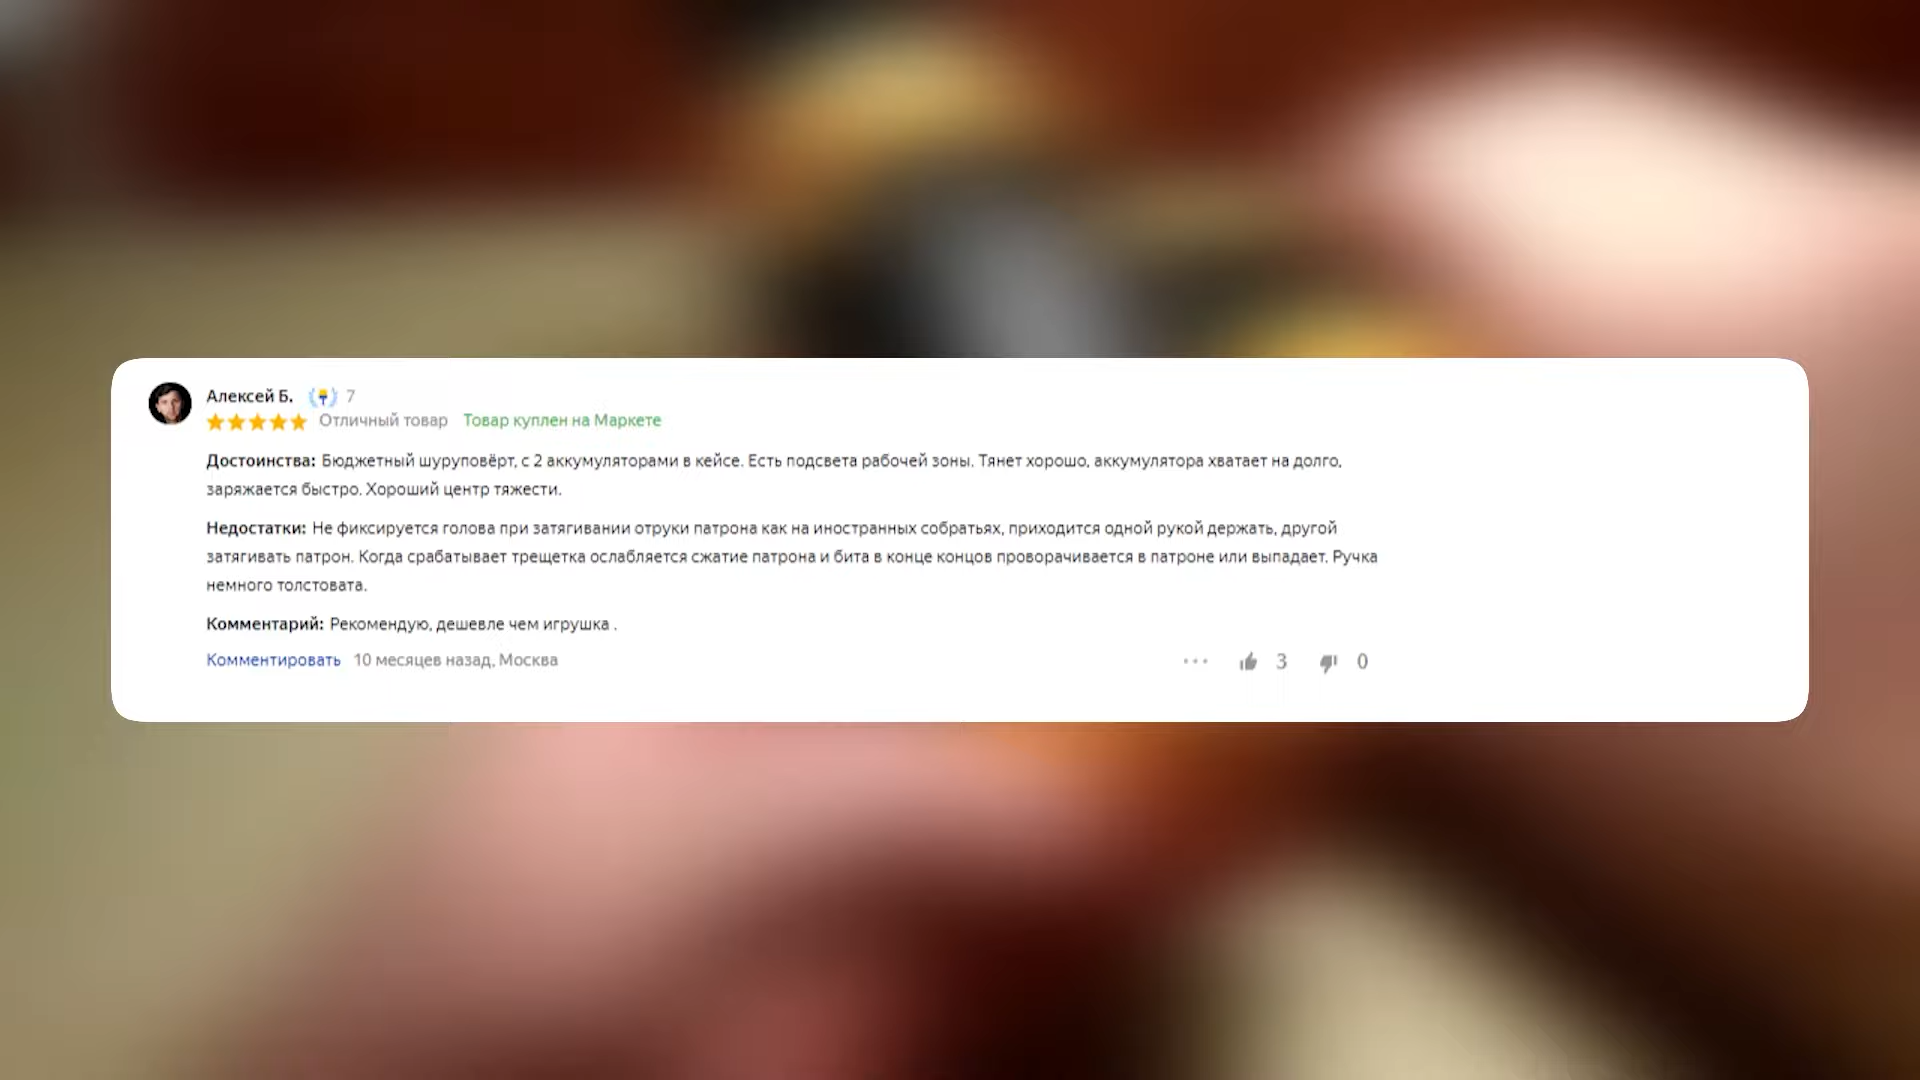 Алексей Б. 7
Отличный товар Товар куплен на Маркете
Достоинства: Бюджетный шуруповёрт, с 2 аккумуляторами в кейсе. Есть подсвета рабочей зоны. Тянет хорошо, аккумулятора хватает на долго,
заряжается быстро. Хороший центр тяжести.
Недостатки: Не фиксируется голова при затягивании отруки патрона как на иностранных собратьях, приходится одной рукой держать, другой
затягивать патрон. Когда срабатывает трещетка ослабляется сжатие патрона и бита в конце концов проворачивается в патроне или выпадает. Ручка
немного толстовата.
Комментарий: Рекомендую, дешевле чем игрушка .
Комментировать 10 месяцев назад, Москва ... 3 0